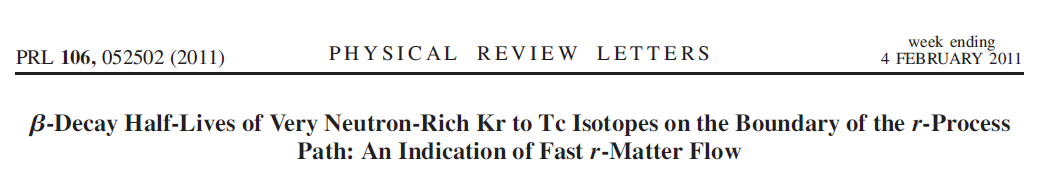 PRL 106, 052502 (2011) PHYSICAL REVIEW LETTERS week ending 4 FEBRUARY 2011
β-Decay Half-Lives of Very Neutron-Rich Kr to Tc Isotopes on the Boundary of the r-Process
Path: An Indication of Fast r-Matter Flow